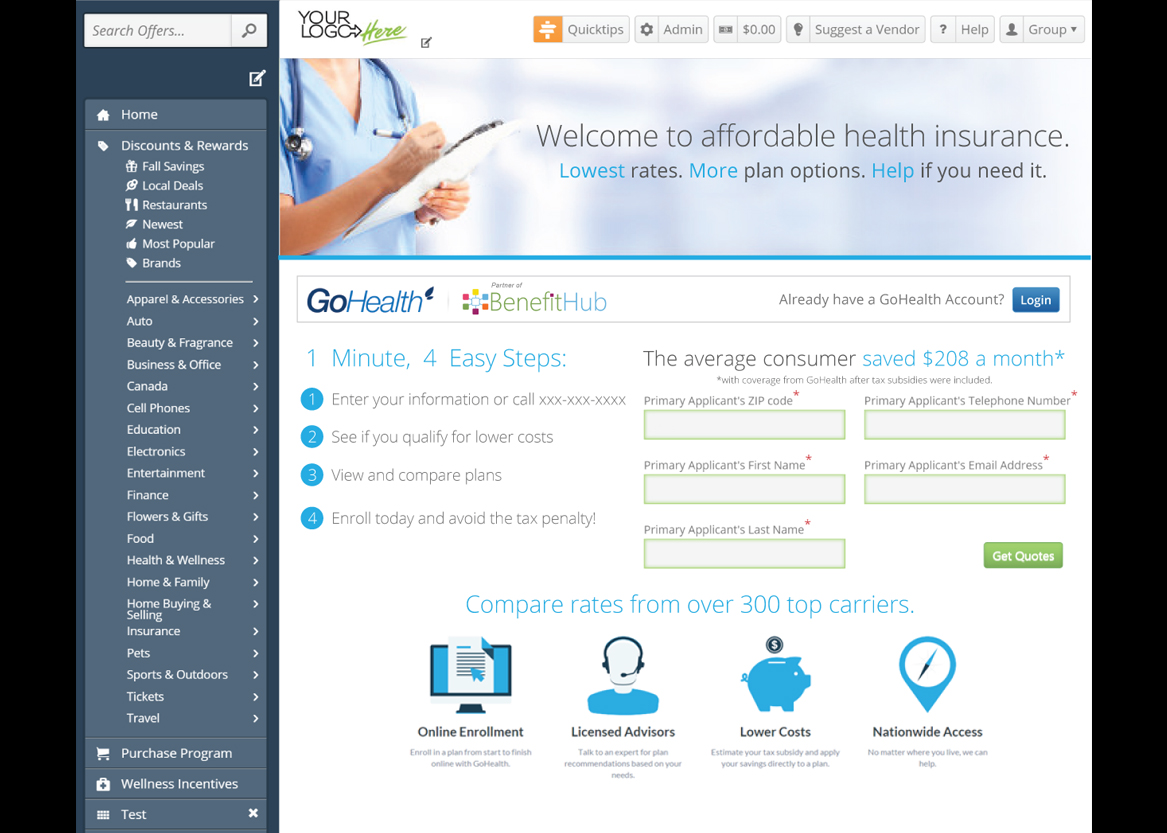 Search Offers...
YOUR
LOGO Here
Quicktips
Admin
$0.00
Suggest a Vendor
? Help
Group
Home
Discounts & Rewards
Fall Savings
Local Deals
Restaurants
Newest
Most Popular
Brands
Apparel & Accessories
Auto
Beauty & Fragrance
Business & Office
Canada
Cell Phones
Education
Electronics
Entertainment
Finance
Flowers & Gifts
Food
Health & Wellness
Home & Family
Home Buying &
Selling
Insurance
Pets
Sports & Outdoors
Tickets
Travel
Purchase Program
Wellness Incentives
Test
Welcome to affordable health insurance.
Lowest rates. More plan options. Help if you need it.
GoHealth
Partner of
BenefitHub
Already have a GoHealth Account?
Login
1 Minute, 4 Easy Steps:
1 Enter your information or call xxx-xxx-xxxx
2 See if you qualify for lower costs
3 View and compare plans
4 Enroll today and avoid the tax penalty!
The average consumer saved $208 a month*
*with coverage from GoHealth after tax subsidies were included.
Primary Applicant's ZIP code*
Primary Applicant's Telephone Number*
Primary Applicant's First Name*
Primary Applicant's Email Address*
Primary Applicant's Last Name*
Get Quotes
Compare rates from over 300 top carriers.
Online Enrollment
Enroll in a plan from start to finish
online with GoHealth.
Licensed Advisors
Talk to an expert for plan
recommendations based on your
needs.
$
Lower Costs
Estimate your tax subsidy and apply
your savings directly to a plan.
Nationwide Access
No matter where you live, we can
help.